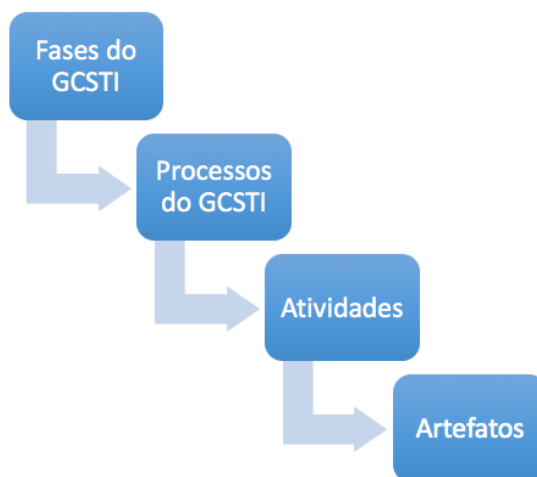 Fases do
GCSTI
Processos
do GCSTI
Atividades
Artefatos